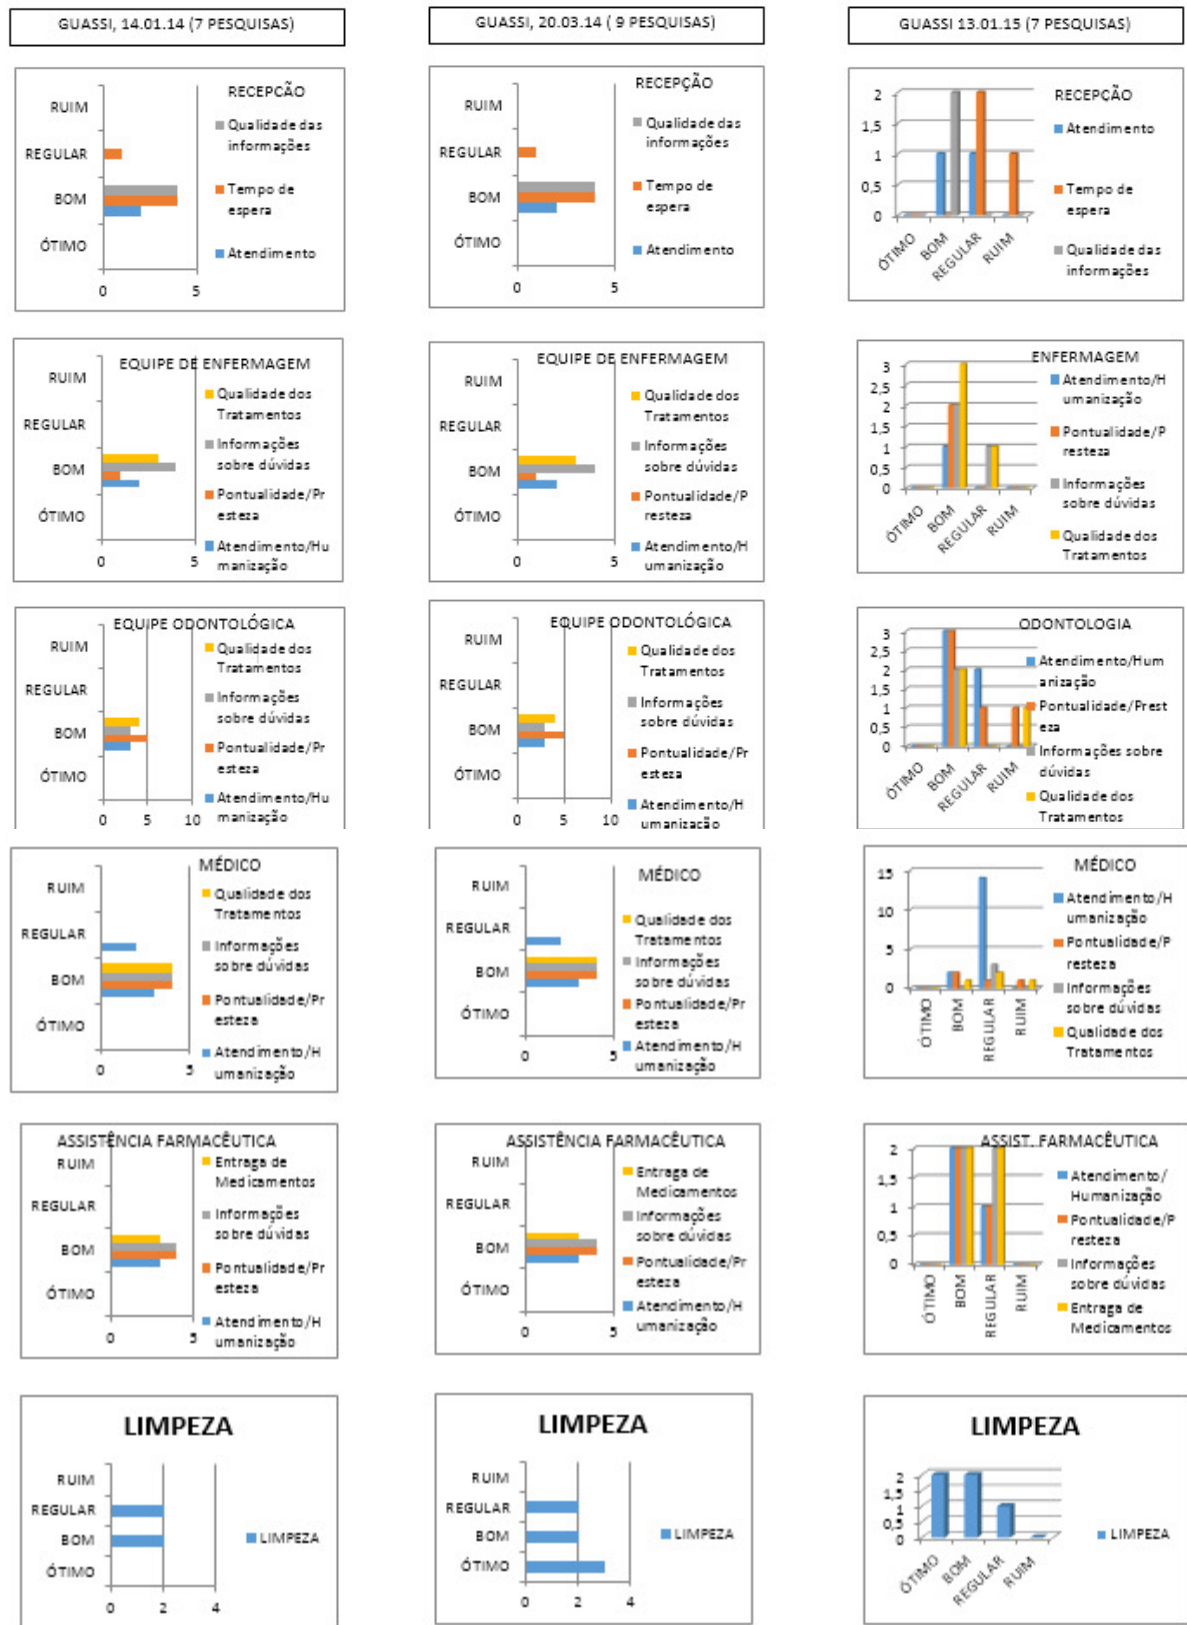 GUASSI, 14.01.14 (7 PESQUISAS)
GUASSI, 20.03.14 ( 9 PESQUISAS)
GUASSI 13.01.15 (7 PESQUISAS)
RECEPÇÃO
RUIM
REGULAR
BOM
ÓTIMO
0
5
Qualidade das
informações
Tempo de
espera
Atendimento
RECEPÇÃO
RUIM
REGULAR
BOM
ÓTIMO
0
5
Qualidade das
informações
Tempo de
espera
Atendimento
RECEPÇÃO
2
1,5
1
0,5
0
ÓTIMO
BOM
REGULAR
RUIM
Atendimento
Tempo de
espera
Qualidade das
informações
EQUIPE DE ENFERMAGEM
RUIM
REGULAR
BOM
ÓTIMO
0
5
Qualidade dos
Tratamentos
Informações
sobre dúvidas
Pontualidade/Pr
esteza
Atendimento/Hu
manização
EQUIPE DE ENFERMAGEM
RUIM
REGULAR
BOM
ÓTIMO
0
5
Qualidade dos
Tratamentos
Informações
sobre dúvidas
Pontualidade/P
resteza
Atendimento/H
umanização
ENFERMAGEM
3
2,5
2
1,5
1
0,5
0
ÓTIMO
BOM
REGULAR
RUIM
Atendimento/H
umanização
Pontualidade/P
resteza
Informações
sobre dúvidas
Qualidade dos
Tratamentos
EQUIPE ODONTOLÓGICA
RUIM
REGULAR
BOM
ÓTIMO
0
5
10
Qualidade dos
Tratamentos
Informações
sobre dúvidas
Pontualidade/Pr
esteza
Atendimento/Hu
manização
EQUIPE ODONTOLÓGICA
RUIM
REGULAR
BOM
ÓTIMO
0
5
10
Qualidade dos
Tratamentos
Informações
sobre dúvidas
Pontualidade/Pr
esteza
Atendimento/H
umanização
ODONTOLOGIA
3
2,5
2
1,5
1
0,5
0
ÓTIMO
BOM
REGULAR
RUIM
Atendimento/Hum
anização
Pontualidade/Prest
eza
Informações sobre
dúvidas
Qualidade dos
Tratamentos
MÉDICO
RUIM
REGULAR
BOM
ÓTIMO
0
5
Qualidade dos
Tratamentos
Informações
sobre dúvidas
Pontualidade/Pr
esteza
Atendimento/H
umanização
MÉDICO
RUIM
REGULAR
BOM
ÓTIMO
0
5
Qualidade dos
Tratamentos
Informações
sobre dúvidas
Pontualidade/Pr
esteza
Atendimento/H
umanização
MÉDICO
15
10
5
0
ÓTIMO
BOM
REGULAR
RUIM
Atendimento/H
umanização
Pontualidade/P
resteza
Informações
sobre dúvidas
Qualidade dos
Tratamentos
ASSISTÊNCIA FARMACÊUTICA
RUIM
REGULAR
BOM
ÓTIMO
0
5
Entraga de
Medicamentos
Informações
sobre dúvidas
Pontualidade/Pr
esteza
Atendimento/H
umanização
ASSISTÊNCIA FARMACÊUTICA
RUIM
REGULAR
BOM
ÓTIMO
0
5
Entraga de
Medicamentos
Informações
sobre dúvidas
Pontualidade/Pr
esteza
Atendimento/H
umanização
ASSIST. FARMACÊUTICA
2
1,5
1
0,5
0
ÓTIMO
BOM
REGULAR
RUIM
Atendimento/
Humanização
Pontualidade/P
resteza
Informações
sobre dúvidas
Entraga de
Medicamentos
LIMPEZA
RUIM
REGULAR
BOM
ÓTIMO
0
2
4
LIMPEZA
LIMPEZA
RUIM
REGULAR
BOM
ÓTIMO
0
2
4
LIMPEZA
LIMPEZA
2
1,5
1
0,5
0
ÓTIMO
BOM
REGULAR
RUIM
LIMPEZA